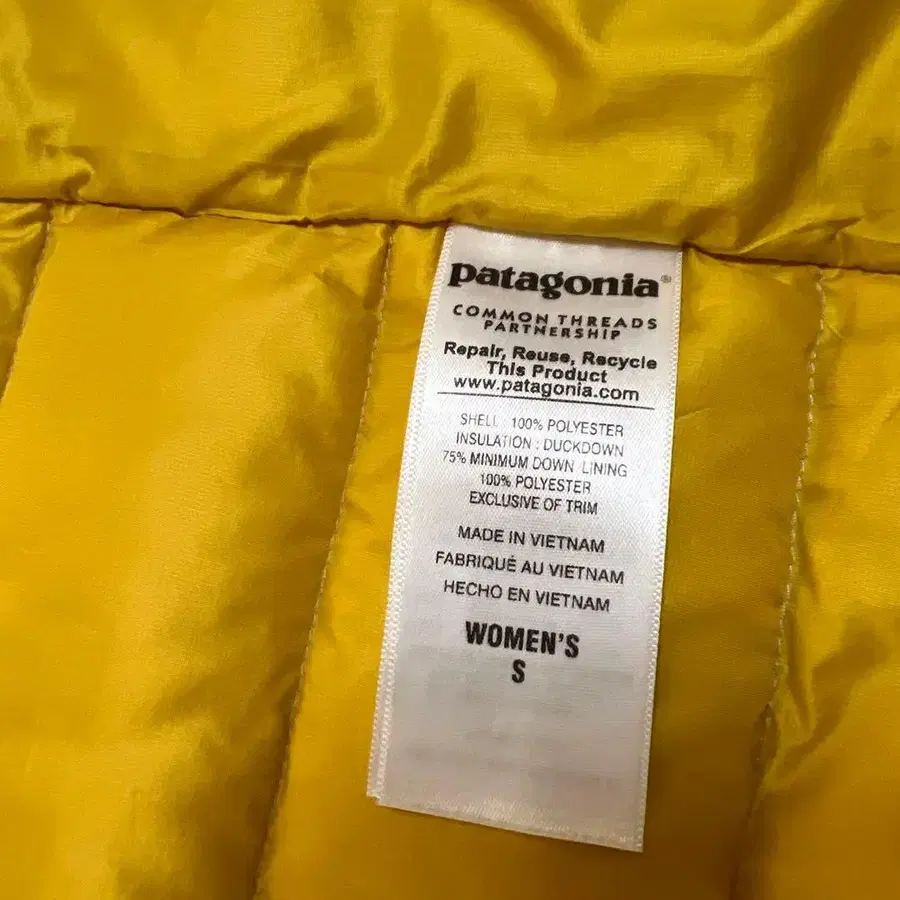 patagonia®
COMMON THREADS
PARTNERSHIP
Repair, Reuse, Recycle
This Product
www.patagonia.com
SHELL : 100% POLYESTER
INSULATION : DUCKDOWN
75% MINIMUM DOWN LINING
100% POLYESTER
EXCLUSIVE OF TRIM
MADE IN VIETNAM
FABRIQUÉ AU VIETNAM
HECHO EN VIETNAM
WOMEN'S
S